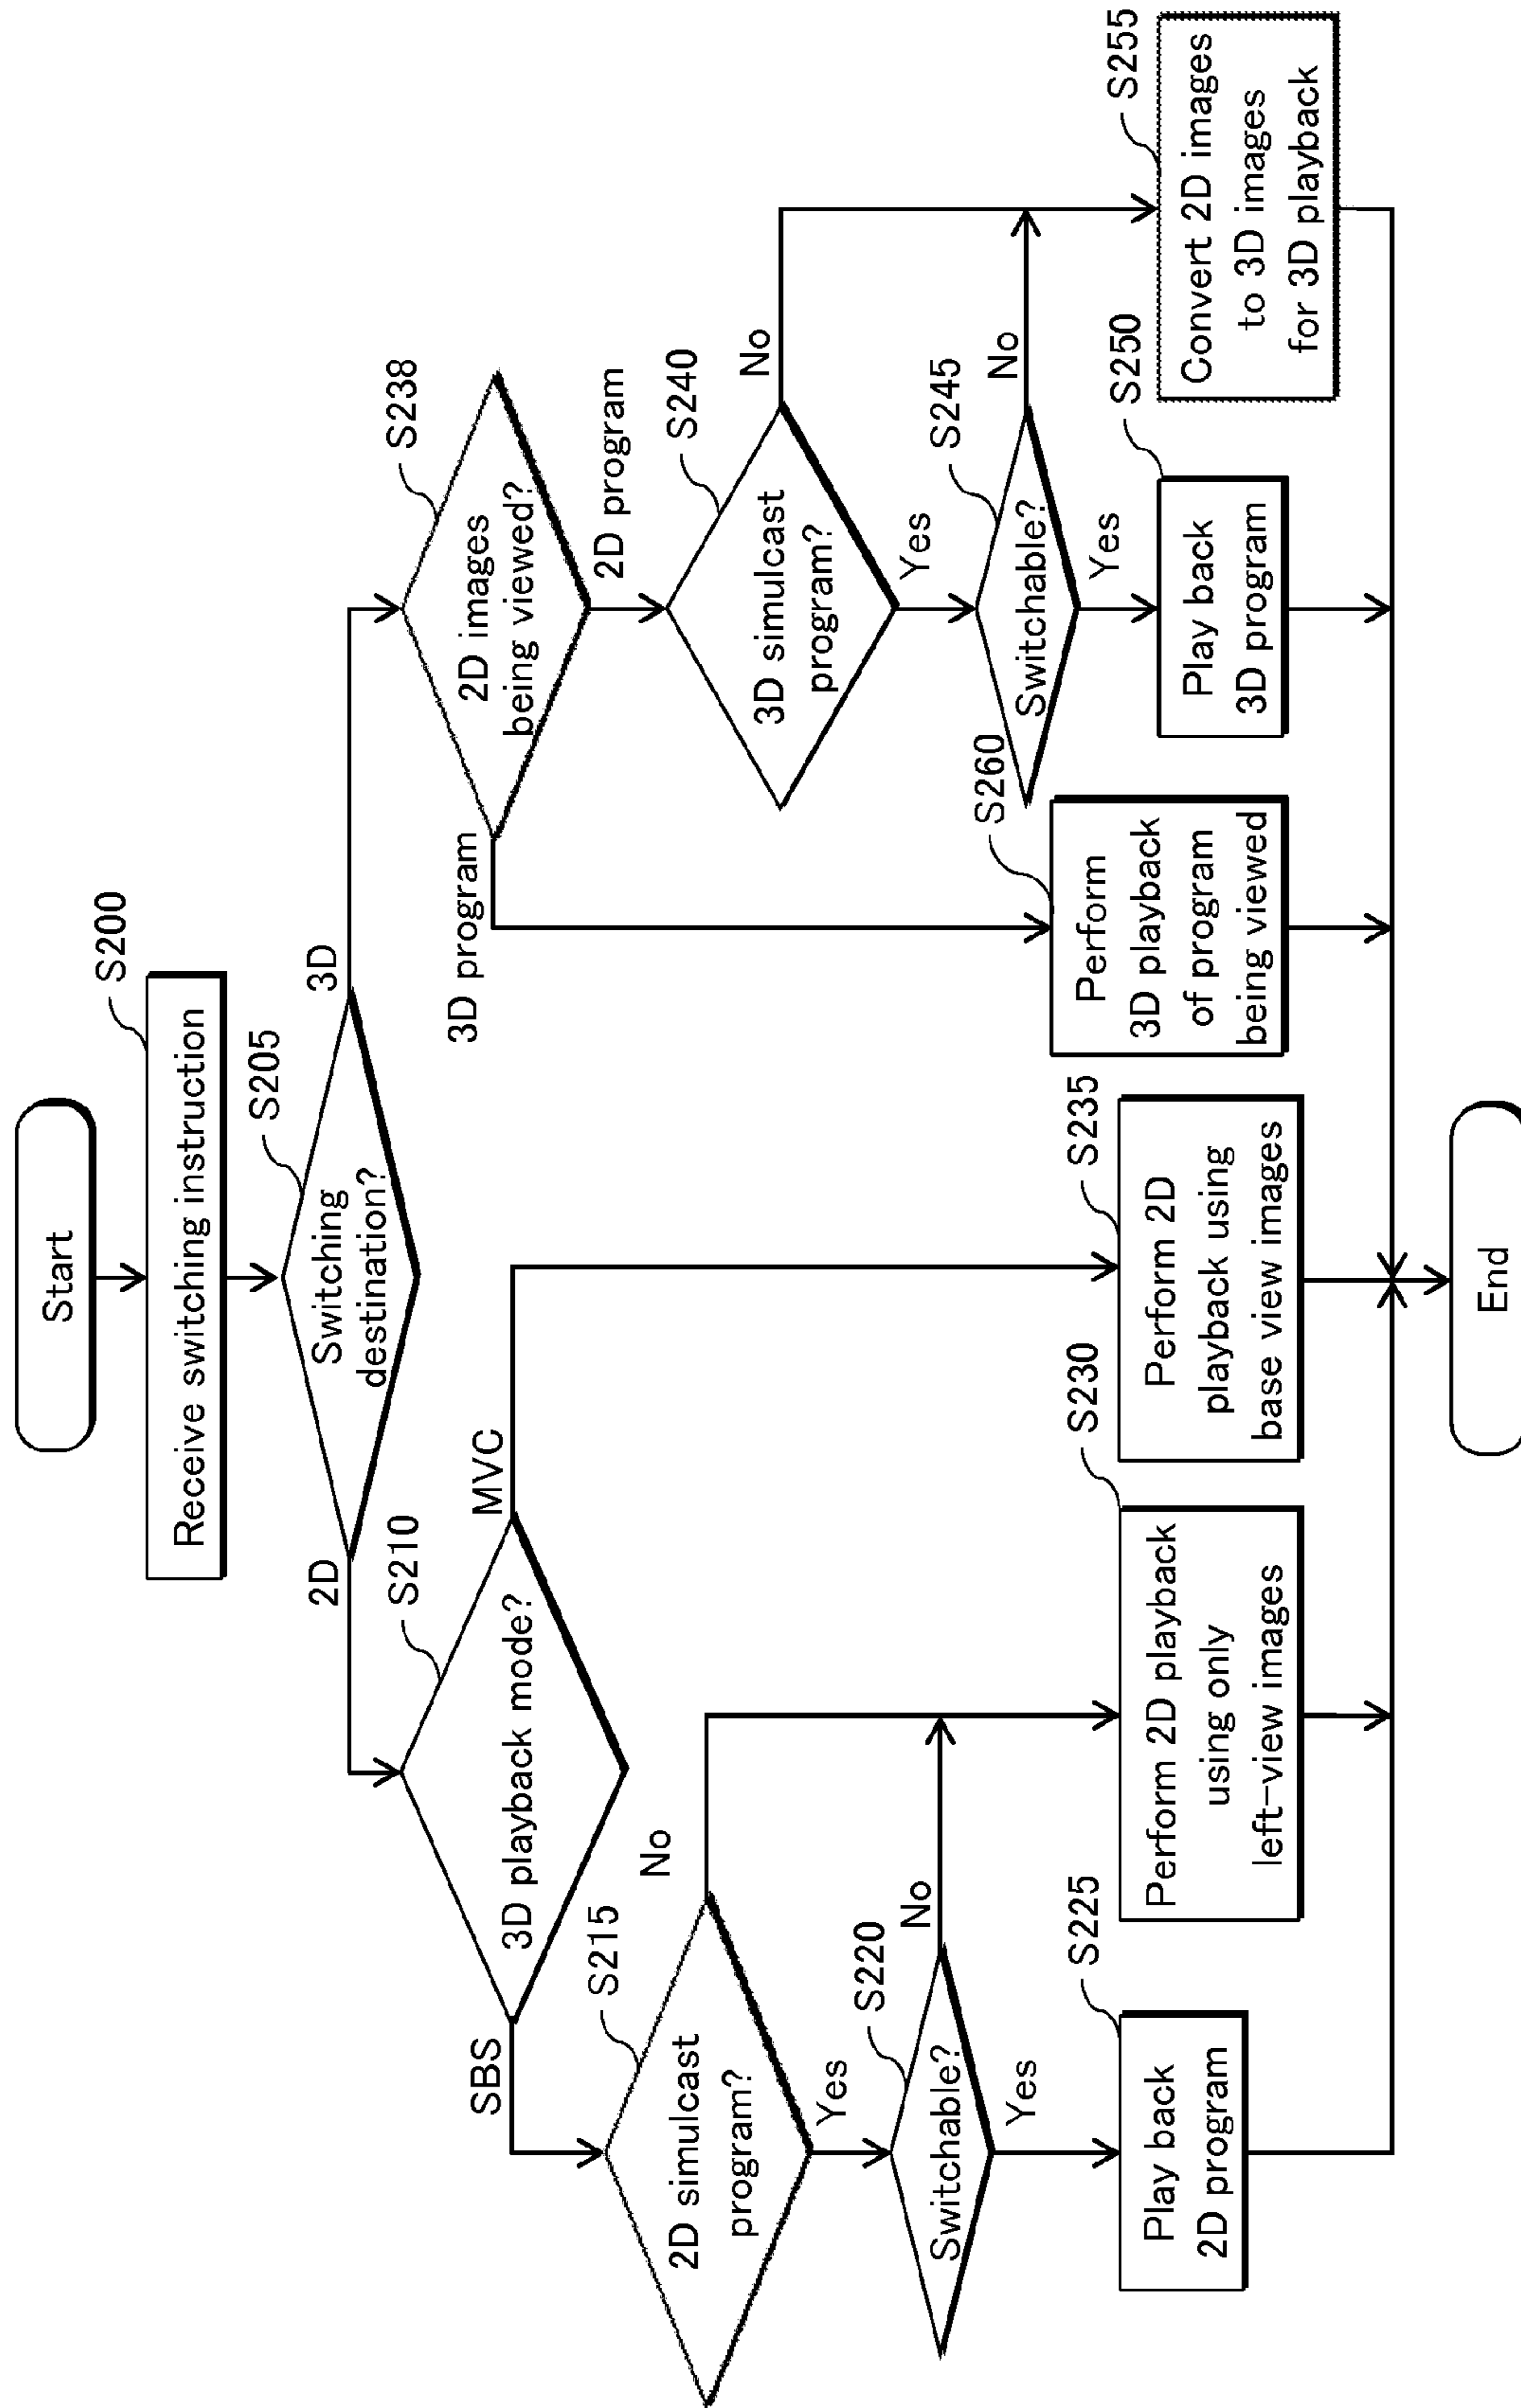 Start
S200
Receive switching instruction
S205
Switching
destination?
2D
3D
S210
3D playback mode?
SBS
MVC
S215
2D simulcast
program?
No
Yes
S220
Switchable?
No
Yes
S225
Play back
2D program
S230
Perform 2D playback
using only
left-view images
S235
Perform 2D
playback using
base view images
S238
2D images
being viewed?
3D program
2D program
S240
3D simulcast
program?
No
Yes
S245
Switchable?
No
Yes
S260
Perform
3D playback
of program
being viewed
S250
Play back
3D program
S255
Convert 2D images
to 3D images
for 3D playback
End